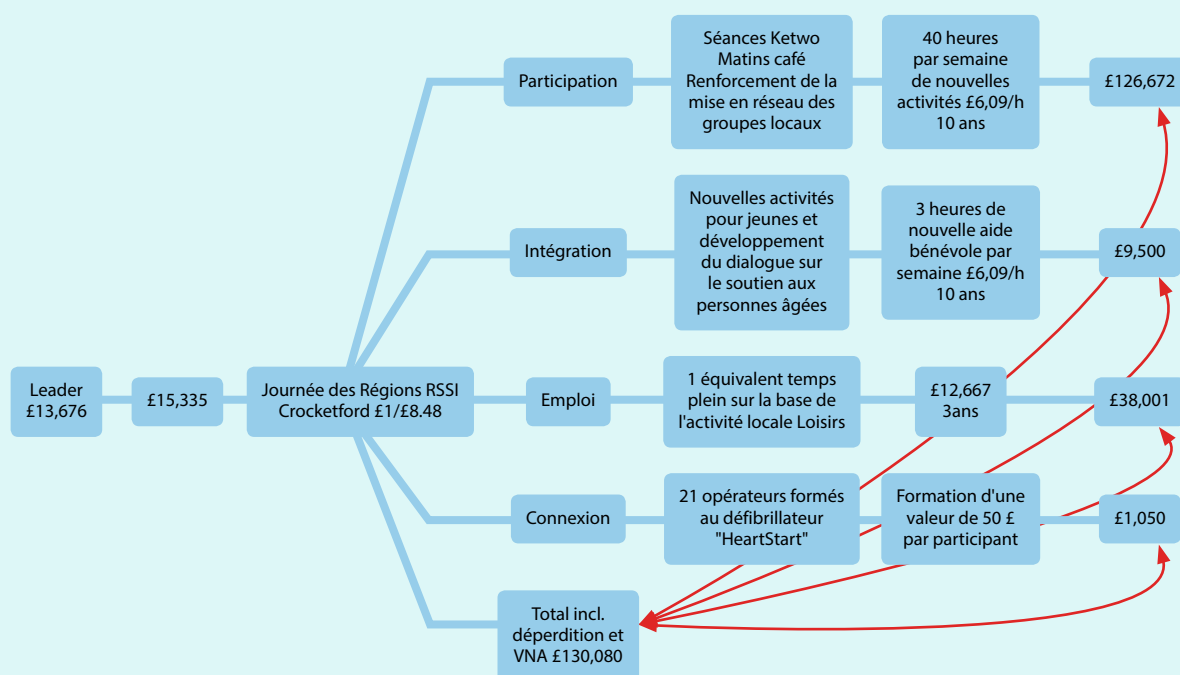 Leader
£13,676
£15,335
Journée des Régions RSSI
Crocketford £1/£8.48
Participation
Séances Ketwo
Matins café
Renforcement de la
mise en réseau des
groupes locaux
40 heures
par semaine
de nouvelles
activités £6,09/h
10 ans
£126,672
Intégration
Nouvelles activités
pour jeunes et
développement
du dialogue sur
le soutien aux
personnes âgées
3 heures de
nouvelle aide
bénévole par
semaine £6,09/h
10 ans
£9,500
Emploi
1 équivalent temps
plein sur la base de
l'activité locale Loisirs
£12,667
3ans
£38,001
Connexion
21 opérateurs formés
au défibrillateur
"HeartStart"
Formation d'une
valeur de 50 £
par participant
£1,050
Total incl.
déperdition et
VNA £130,080